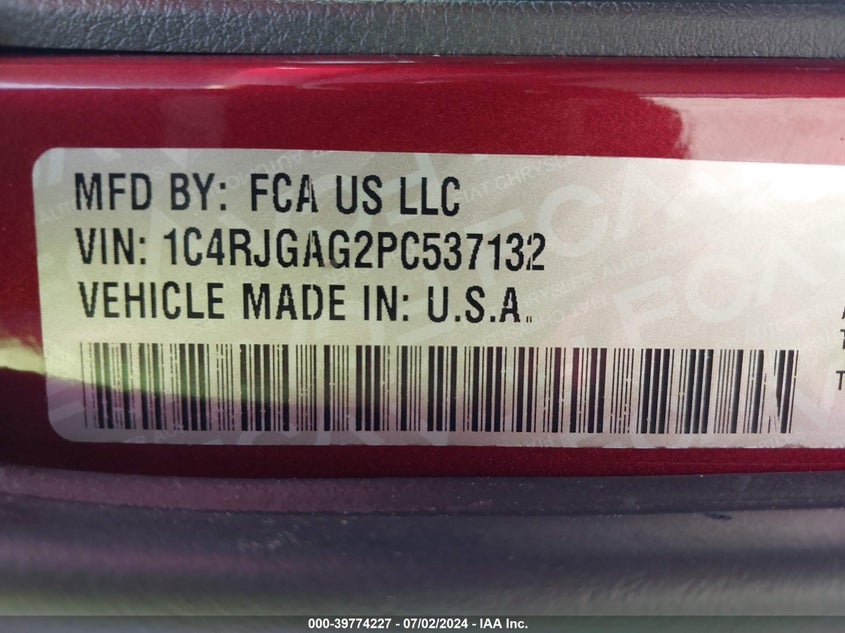 MFD BY: FCA US LLC
VIN: 1C4RJGAG2PC537132
VEHICLE MADE IN: U.S.A.
000-39774227 - 07/02/2024 - IAA Inc.